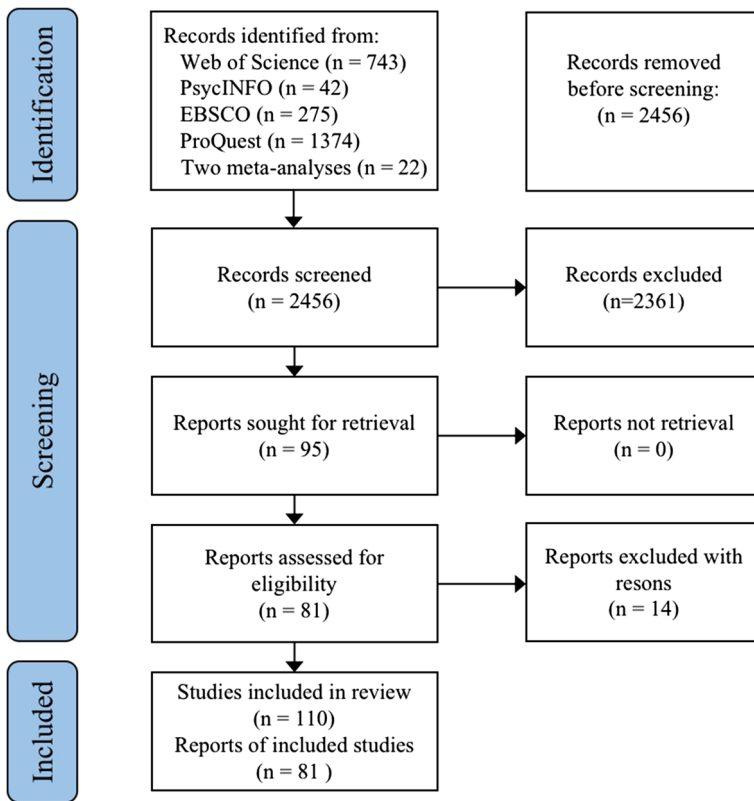 Identification
Records identified from:
Web of Science (n = 743)
PsycINFO (n = 42)
EBSCO (n = 275)
ProQuest (n = 1374)
Two meta-analyses (n = 22)
Records removed
before screening:
(n = 2456)
Screening
Records screened
(n = 2456)
Records excluded
(n=2361)
Reports sought for retrieval
(n = 95)
Reports not retrieval
(n = 0)
Reports assessed for
eligibility
(n = 81)
Reports excluded with
resons
(n = 14)
Included
Studies included in review
(n = 110)
Reports of included studies
(n = 81 )